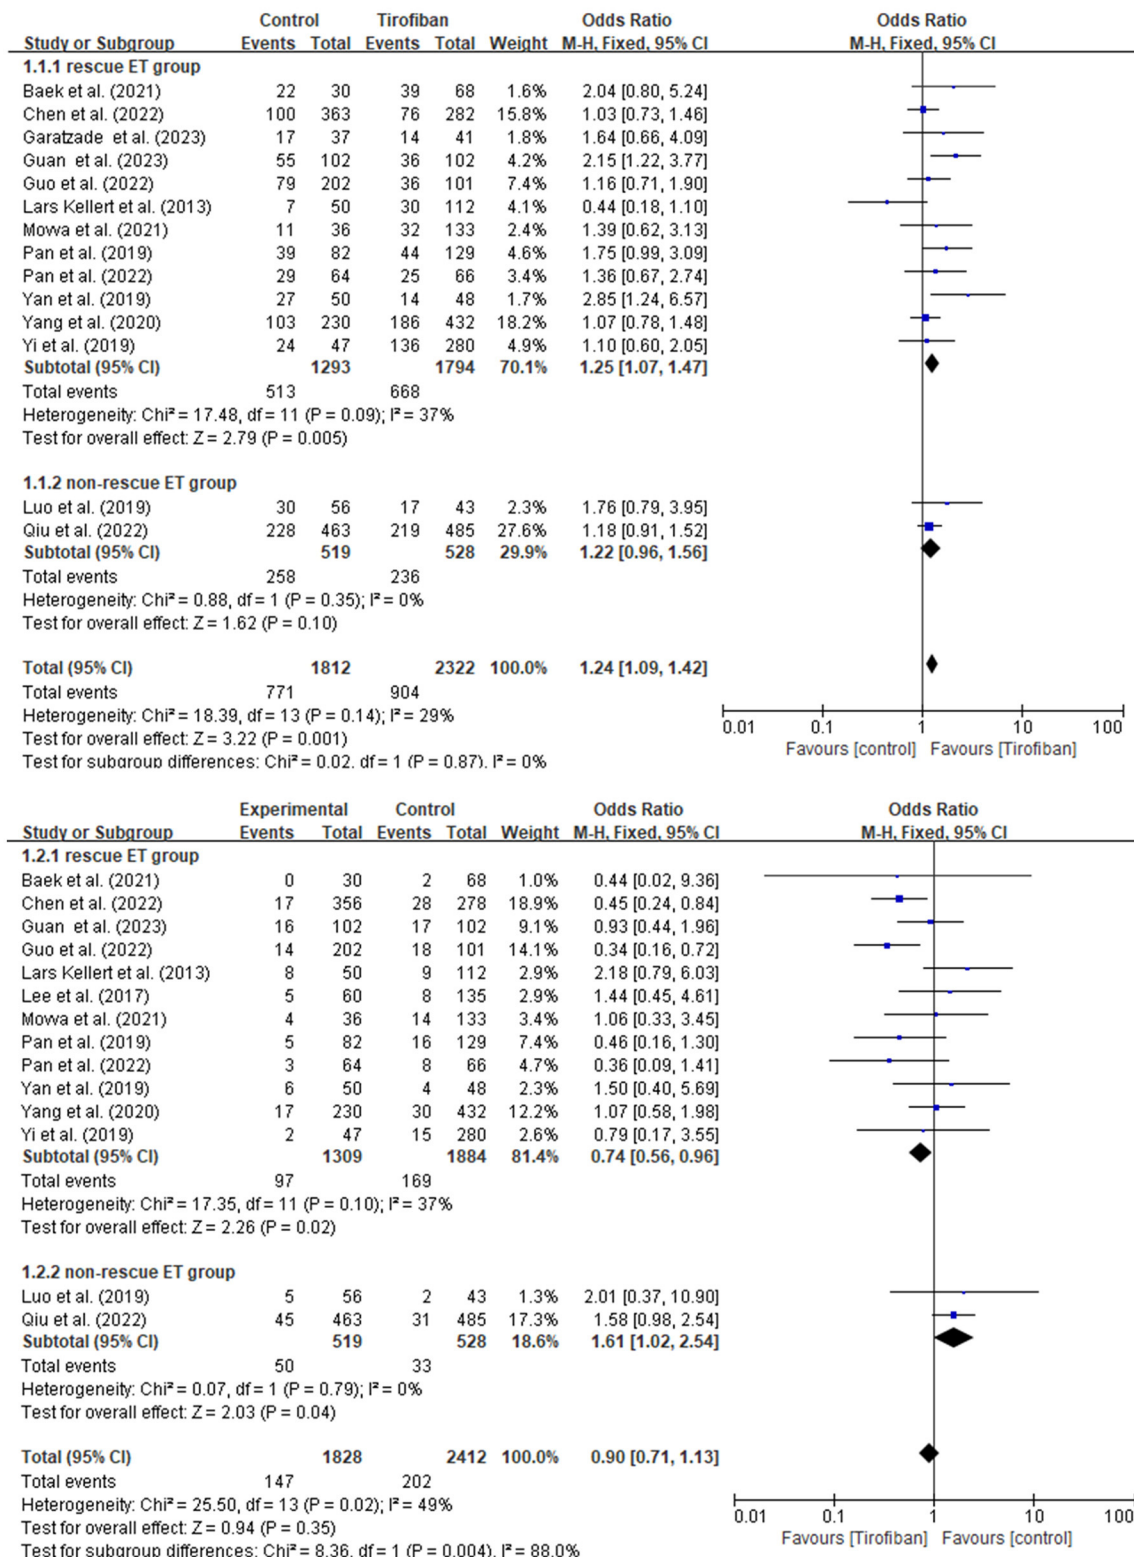 Control Tirofiban Odds Ratio Odds Ratio
Study or Subgroup Events Total Events Total Weight M-H, Fixed, 95% CI M-H, Fixed, 95% CI
1.1.1 rescue ET group
Baek et al. (2021) 22 30 39 68 1.6% 2.04 [0.80, 5.24]
Chen et al. (2022) 100 363 76 282 15.8% 1.03 [0.73, 1.46]
Garatzade et al. (2023) 17 37 14 41 1.8% 1.64 [0.66, 4.09]
Guan et al. (2023) 55 102 36 102 4.2% 2.15 [1.22, 3.77]
Guo et al. (2022) 79 202 36 101 7.4% 1.16 [0.71, 1.90]
Lars Kellert et al. (2013) 7 50 30 112 4.1% 0.44 [0.18, 1.10]
Mowa et al. (2021) 11 36 32 133 2.4% 1.39 [0.62, 3.13]
Pan et al. (2019) 39 82 44 129 4.6% 1.75 [0.99, 3.09]
Pan et al. (2022) 29 64 25 66 3.4% 1.36 [0.67, 2.74]
Yan et al. (2019) 27 50 14 48 1.7% 2.85 [1.24, 6.57]
Yang et al. (2020) 103 230 186 432 18.2% 1.07 [0.78, 1.48]
Yi et al. (2019) 24 47 136 280 4.9% 1.10 [0.60, 2.05]
Subtotal (95% CI) 1293 1794 70.1% 1.25 [1.07, 1.47]
Total events 513 668
Heterogeneity: Chi² = 17.48, df = 11 (P = 0.09); I² = 37%
Test for overall effect: Z = 2.79 (P = 0.005)
1.1.2 non-rescue ET group
Luo et al. (2019) 30 56 17 43 2.3% 1.76 [0.79, 3.95]
Qiu et al. (2022) 228 463 219 485 27.6% 1.18 [0.91, 1.52]
Subtotal (95% CI) 519 528 29.9% 1.22 [0.96, 1.56]
Total events 258 236
Heterogeneity: Chi² = 0.88, df = 1 (P = 0.35); I² = 0%
Test for overall effect: Z = 1.62 (P = 0.10)
Total (95% CI) 1812 2322 100.0% 1.24 [1.09, 1.42]
Total events 771 904
Heterogeneity: Chi² = 18.39, df = 13 (P = 0.14); I² = 29%
Test for overall effect: Z = 3.22 (P = 0.001)
Test for subgroup differences: Chi² = 0.02, df = 1 (P = 0.87), I² = 0%
0.01 0.1 1 10 100
Favours [control] Favours [Tirofiban]
Experimental Control Odds Ratio Odds Ratio
Study or Subgroup Events Total Events Total Weight M-H, Fixed, 95% CI M-H, Fixed, 95% CI
1.2.1 rescue ET group
Baek et al. (2021) 0 30 2 68 1.0% 0.44 [0.02, 9.36]
Chen et al. (2022) 17 356 28 278 18.9% 0.45 [0.24, 0.84]
Guan et al. (2023) 16 102 17 102 9.1% 0.93 [0.44, 1.96]
Guo et al. (2022) 14 202 18 101 14.1% 0.34 [0.16, 0.72]
Lars Kellert et al. (2013) 8 50 9 112 2.9% 2.18 [0.79, 6.03]
Lee et al. (2017) 5 60 8 135 2.9% 1.44 [0.45, 4.61]
Mowa et al. (2021) 4 36 14 133 3.4% 1.06 [0.33, 3.45]
Pan et al. (2019) 5 82 16 129 7.4% 0.46 [0.16, 1.30]
Pan et al. (2022) 3 64 8 66 4.7% 0.36 [0.09, 1.41]
Yan et al. (2019) 6 50 4 48 2.3% 1.50 [0.40, 5.69]
Yang et al. (2020) 17 230 30 432 12.2% 1.07 [0.58, 1.98]
Yi et al. (2019) 2 47 15 280 2.6% 0.79 [0.17, 3.55]
Subtotal (95% CI) 1309 1884 81.4% 0.74 [0.56, 0.96]
Total events 97 169
Heterogeneity: Chi² = 17.35, df = 11 (P = 0.10); I² = 37%
Test for overall effect: Z = 2.26 (P = 0.02)
1.2.2 non-rescue ET group
Luo et al. (2019) 5 56 2 43 1.3% 2.01 [0.37, 10.90]
Qiu et al. (2022) 45 463 31 485 17.3% 1.58 [0.98, 2.54]
Subtotal (95% CI) 519 528 18.6% 1.61 [1.02, 2.54]
Total events 50 33
Heterogeneity: Chi² = 0.07, df = 1 (P = 0.79); I² = 0%
Test for overall effect: Z = 2.03 (P = 0.04)
Total (95% CI) 1828 2412 100.0% 0.90 [0.71, 1.13]
Total events 147 202
Heterogeneity: Chi² = 25.50, df = 13 (P = 0.02); I² = 49%
Test for overall effect: Z = 0.94 (P = 0.35)
Test for subgroup differences: Chi² = 8.36, df = 1 (P = 0.004), I² = 88.0%
0.01 0.1 1 10 100
Favours [Tirofiban] Favours [control]